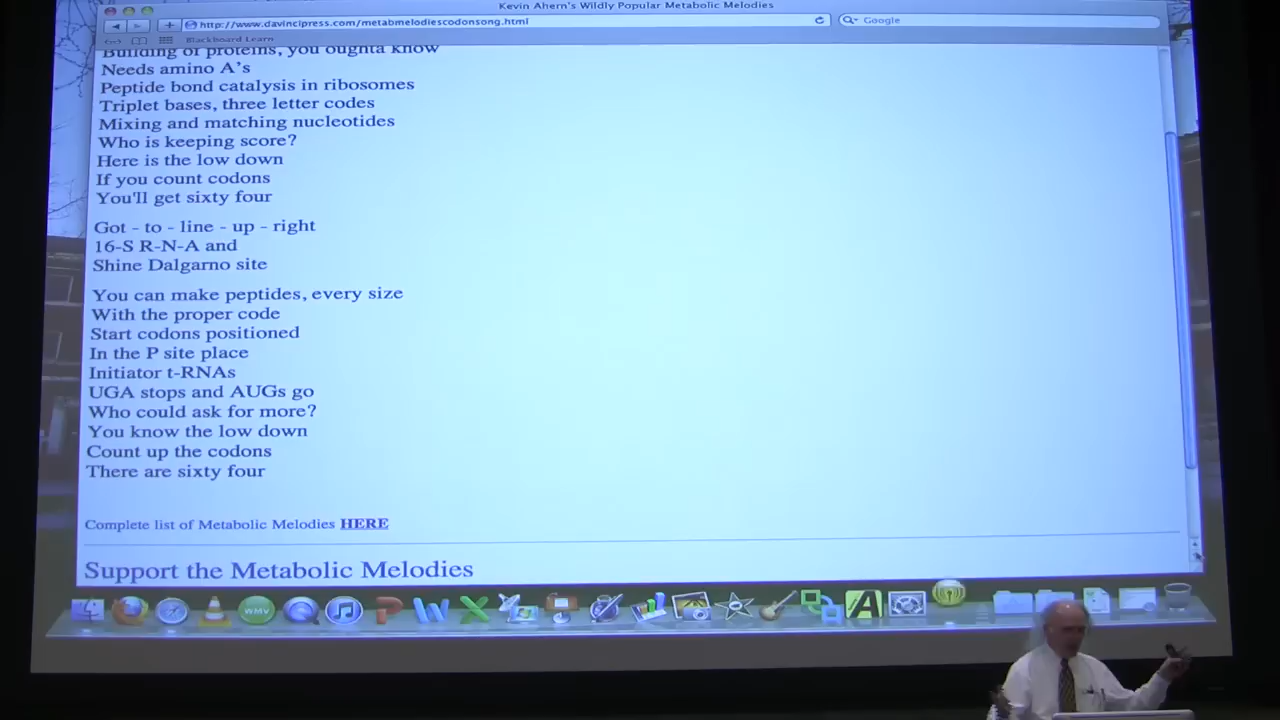 Kevin Ahern's Wildly Popular Metabolic Melodies
http://www.davincipress.com/metabmelodiescodonsong.html
Google
Blackboard Learn
Building of proteins, you oughta know
Needs amino A's
Peptide bond catalysis in ribosomes
Triplet bases, three letter codes
Mixing and matching nucleotides
Who is keeping score?
Here is the low down
If you count codons
You'll get sixty four
Got - to - line - up - right
16-S R-N-A and
Shine Dalgarno site
You can make peptides, every size
With the proper code
Start codons positioned
In the P site place
Initiator t-RNAs
UGA stops and AUGs go
Who could ask for more?
You know the low down
Count up the codons
There are sixty four
Complete list of Metabolic Melodies HERE
Support the Metabolic Melodies
WMV